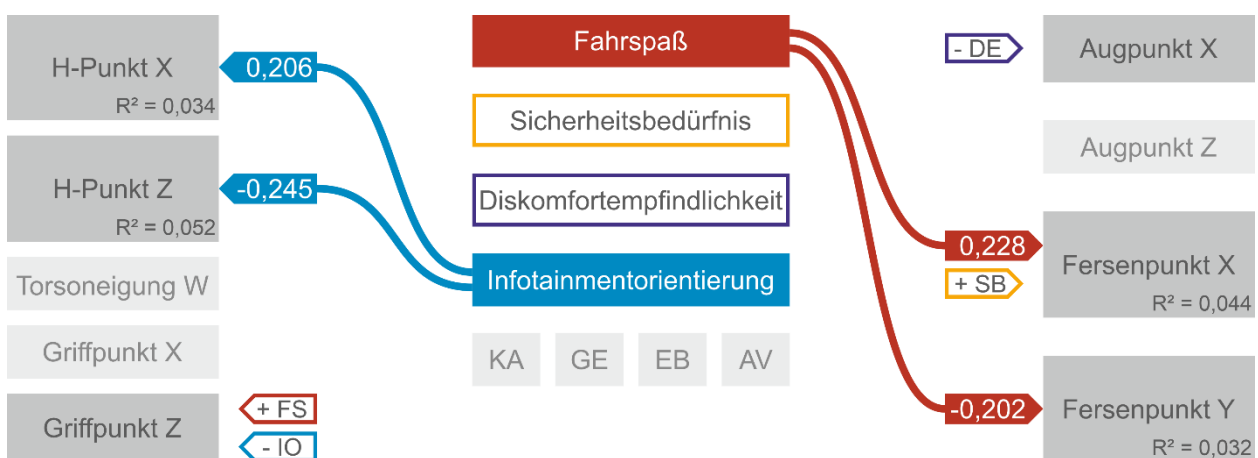 H-Punkt X
R² = 0,034
0,206
H-Punkt Z
R² = 0,052
-0,245
Torsoneigung W
Griffpunkt X
Griffpunkt Z
+ FS
- IO
Fahrspaß
Sicherheitsbedürfnis
Diskomfortempfindlichkeit
Infotainmentorientierung
KA GE EB AV
- DE
Augpunkt X
Augpunkt Z
0,228
+ SB
Fersenpunkt X
R² = 0,044
-0,202
Fersenpunkt Y
R² = 0,032